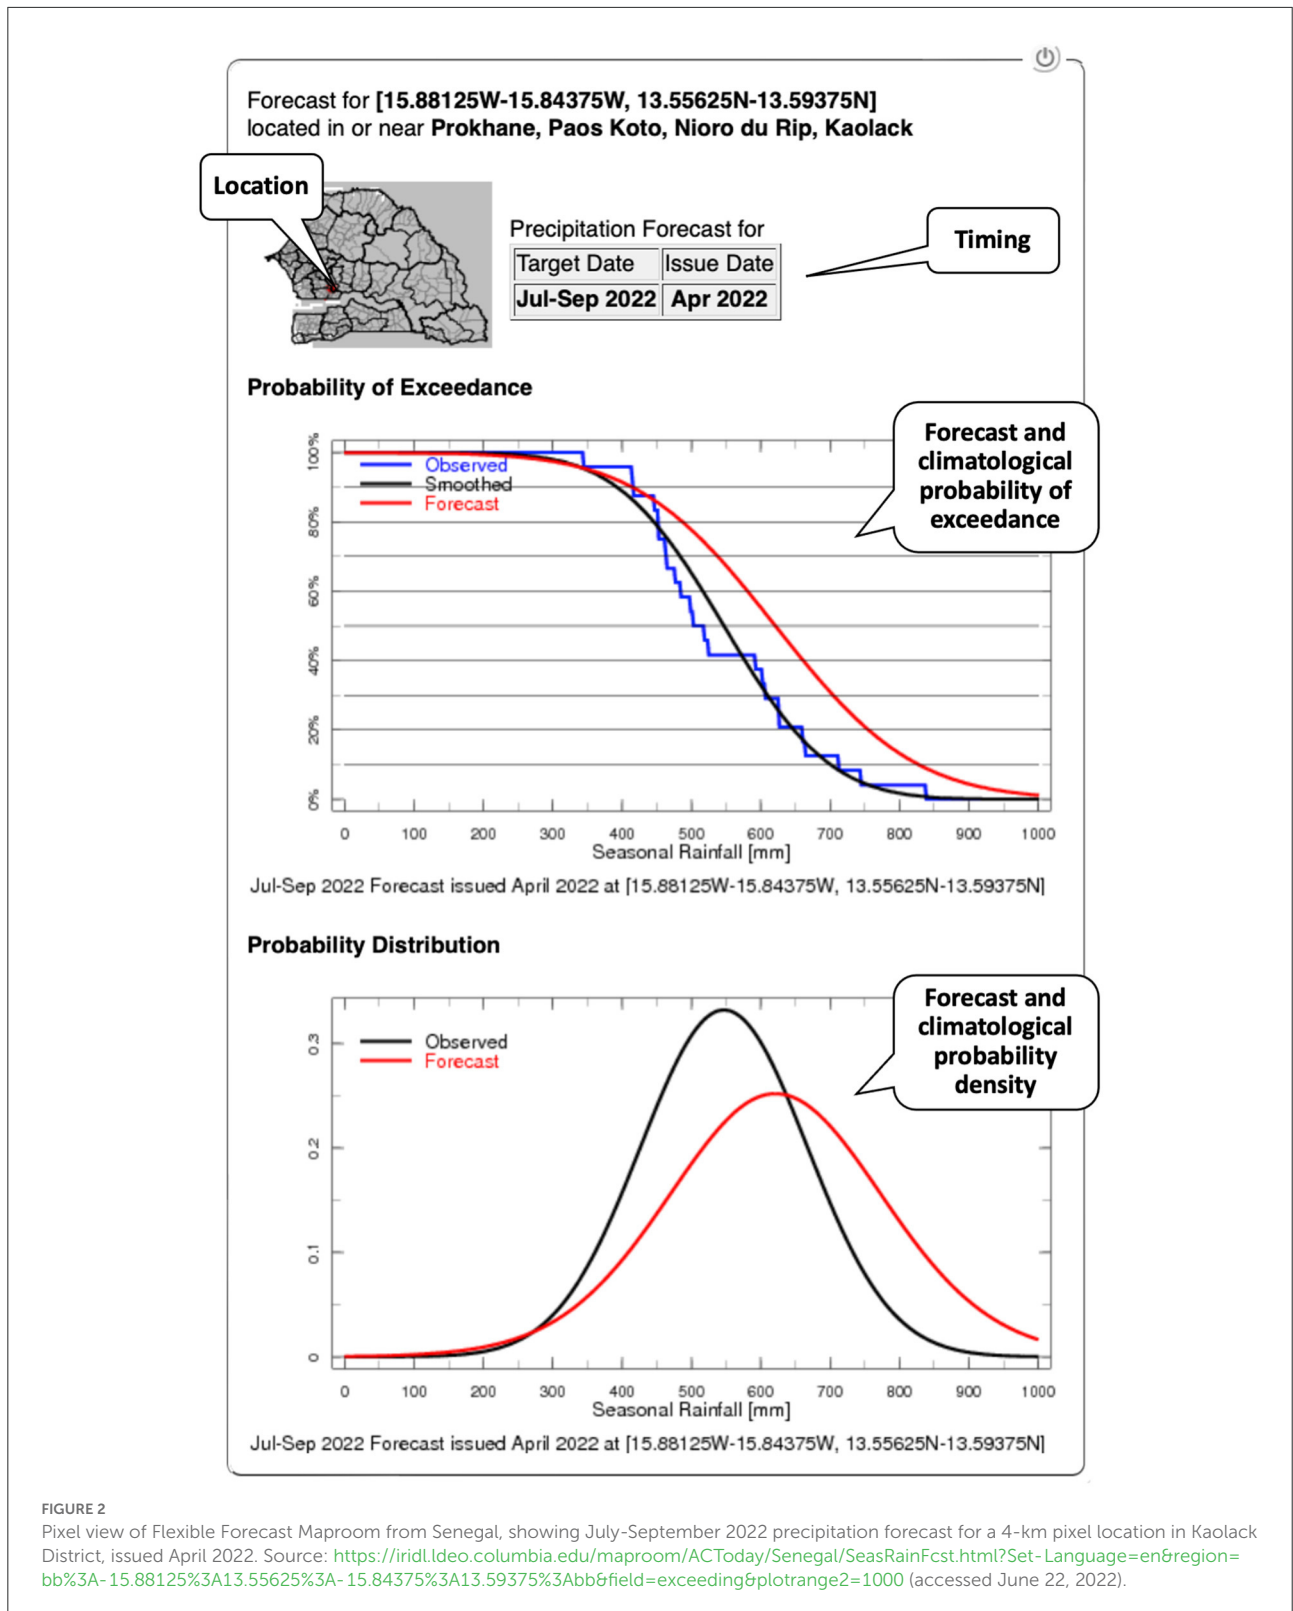 Forecast for [15.88125W-15.84375W, 13.55625N-13.59375N]
located in or near Prokhane, Paos Koto, Nioro du Rip, Kaolack
Location
Timing
Precipitation Forecast for
Target Date Issue Date
Jul-Sep 2022 Apr 2022
Probability of Exceedance
Forecast and
climatological
probability of
exceedance
Observed
Smoothed
Forecast
100%
80%
60%
40%
20%
0%
0 100 200 300 400 500 600 700 800 900 1000
Seasonal Rainfall [mm]
Jul-Sep 2022 Forecast issued April 2022 at [15.88125W-15.84375W, 13.55625N-13.59375N]
Probability Distribution
Forecast and
climatological
probability
density
Observed
Forecast
0.3
0.2
0.1
0
0 100 200 300 400 500 600 700 800 900 1000
Seasonal Rainfall [mm]
Jul-Sep 2022 Forecast issued April 2022 at [15.88125W-15.84375W, 13.55625N-13.59375N]
FIGURE 2
Pixel view of Flexible Forecast Maproom from Senegal, showing July-September 2022 precipitation forecast for a 4-km pixel location in Kaolack
District, issued April 2022. Source: https://iridl.ldeo.columbia.edu/maproom/ACToday/Senegal/SeasRainFcst.html?Set-Language=en&region=
bb%3A-15.88125%3A13.55625%3A-15.84375%3A13.59375%3Abb&field=exceeding&plotrange2=1000 (accessed June 22, 2022).